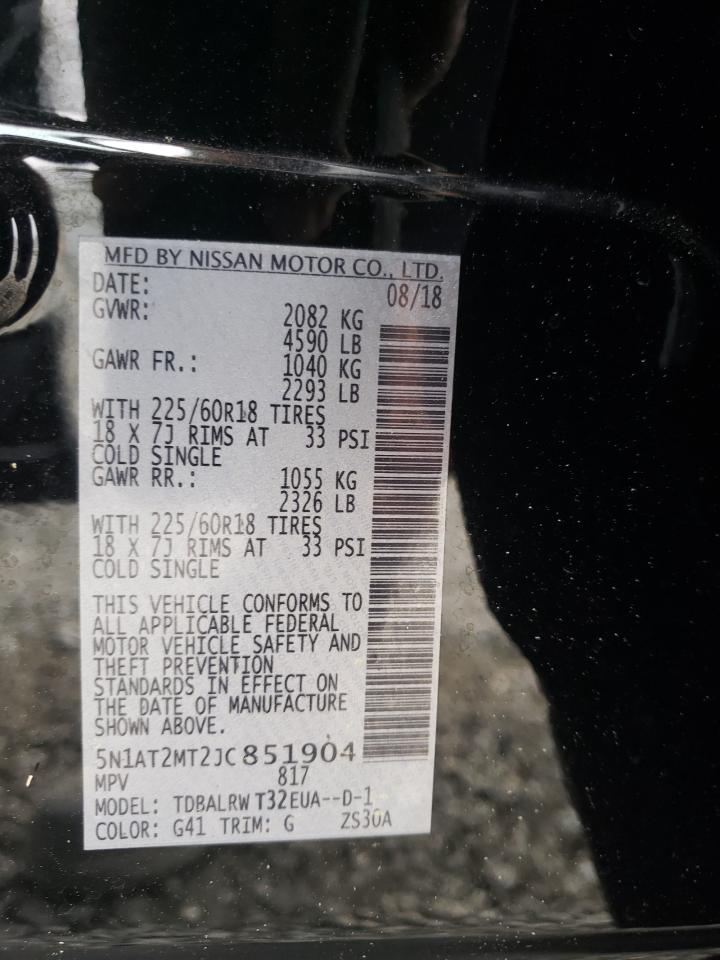 MFD BY NISSAN MOTOR CO., LTD.
DATE: 08/18
GVWR: 2082 KG
4590 LB
GAWR FR.: 1040 KG
2293 LB
WITH 225/60R18 TIRES
18 X 7J RIMS AT 33 PSI
COLD SINGLE
GAWR RR.: 1055 KG
2326 LB
WITH 225/60R18 TIRES
18 X 7J RIMS AT 33 PSI
COLD SINGLE
THIS VEHICLE CONFORMS TO
ALL APPLICABLE FEDERAL
MOTOR VEHICLE SAFETY AND
THEFT PREVENTION
STANDARDS IN EFFECT ON
THE DATE OF MANUFACTURE
SHOWN ABOVE.
5N1AT2MT2JC851904
MPV 817
MODEL: TDBALRW T32EUA--D-1
COLOR: G41 TRIM: G ZS30A